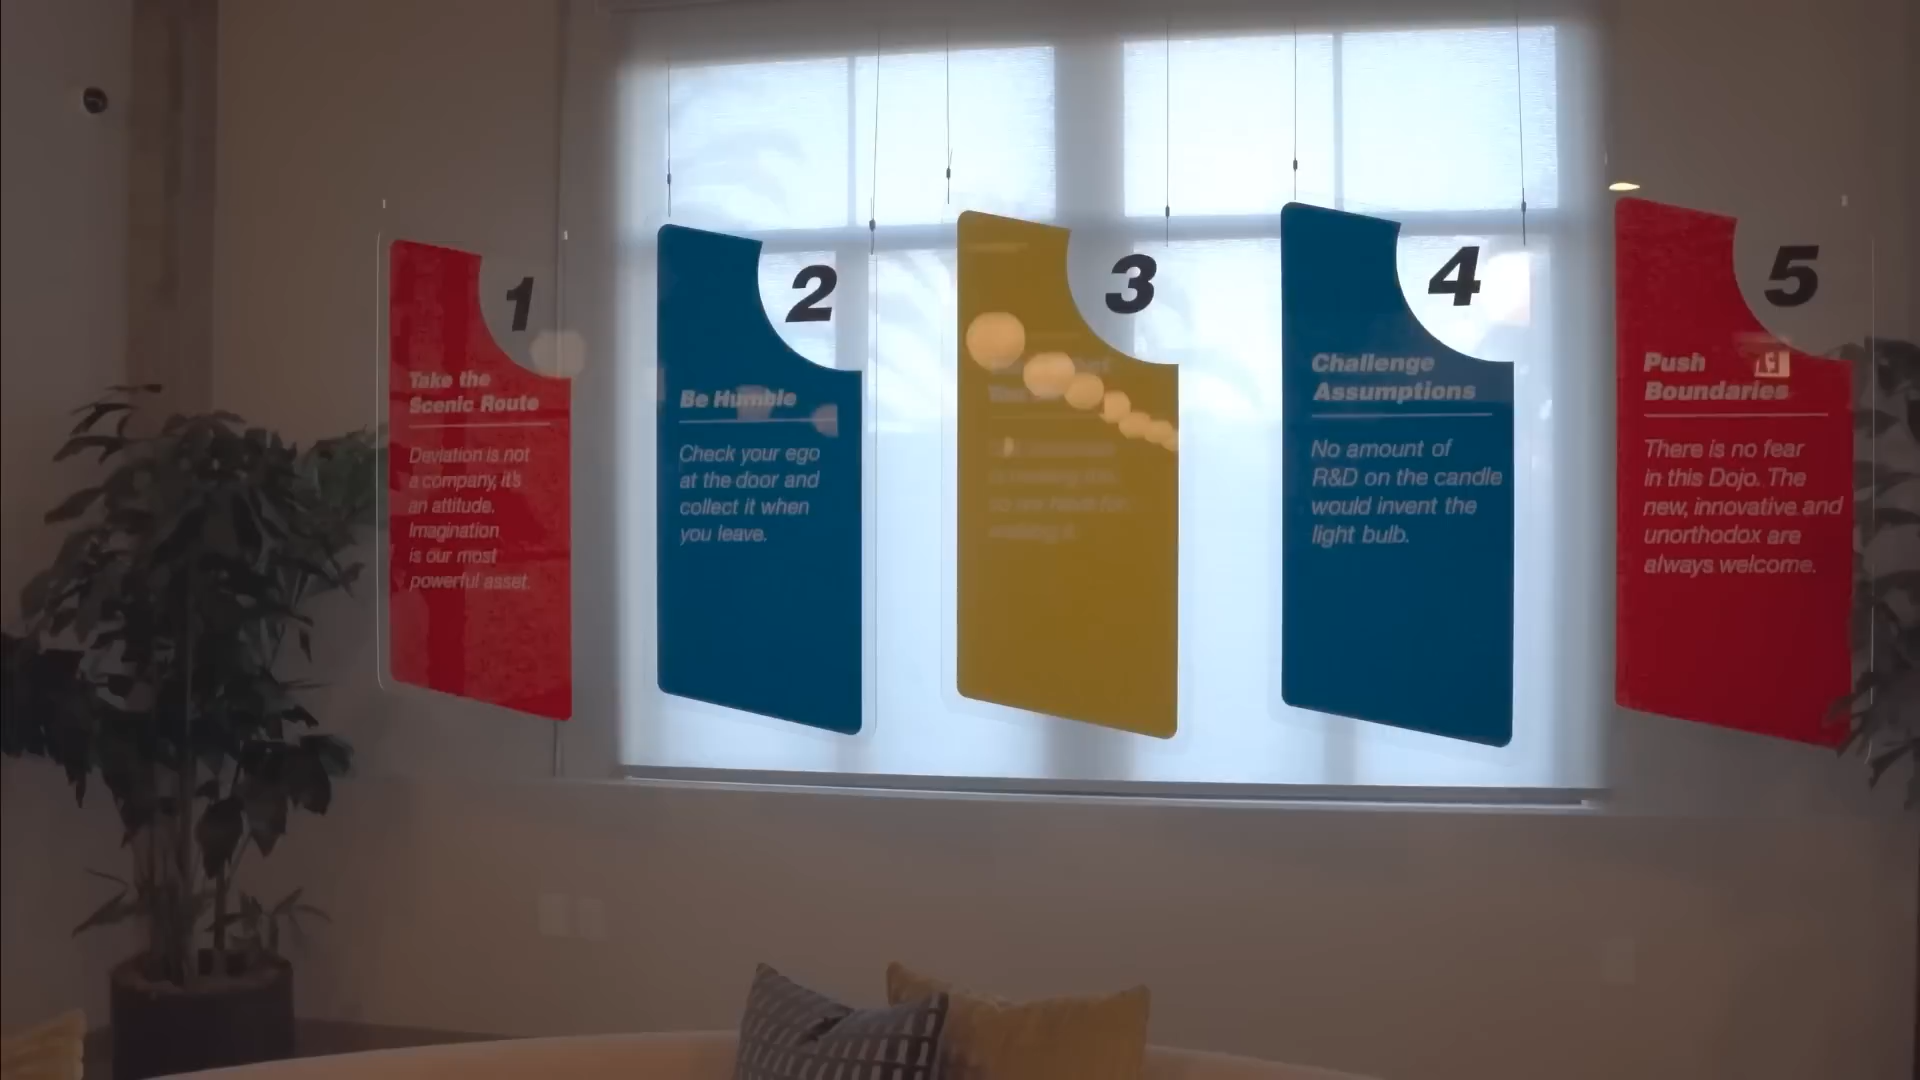 1
Take the
Scenic Route
Deviation is not
a company, it's
an attitude.
Imagination
is our most
powerful asset.
2
Be Humble
Check your ego
at the door and
collect it when
you leave.
3
4
Challenge
Assumptions
No amount of
R&D on the candle
would invent the
light bulb.
5
Push
Boundaries
There is no fear
in this Dojo. The
new, innovative and
unorthodox are
always welcome.